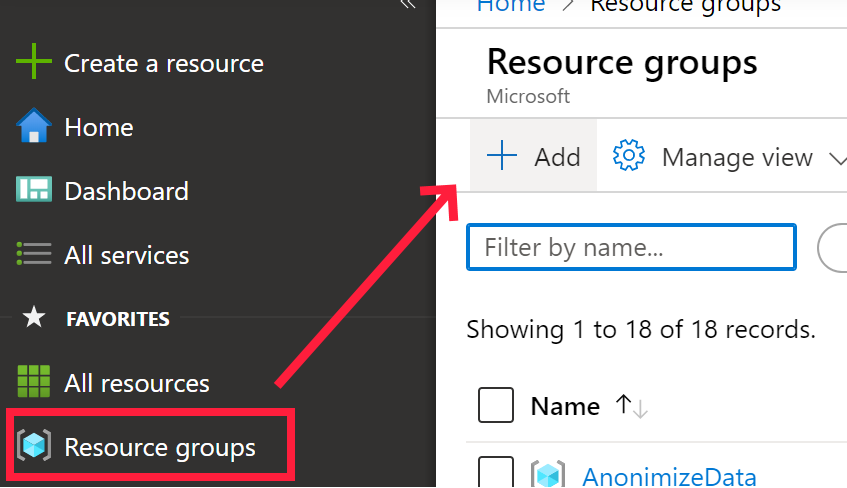 «
Create a resource
Home
Dashboard
All services
FAVORITES
All resources
Resource groups
Home > Resource groups
Resource groups
Microsoft
Add
Manage view
Filter by name...
Showing 1 to 18 of 18 records.
Name ↑↓
AnonimizeData